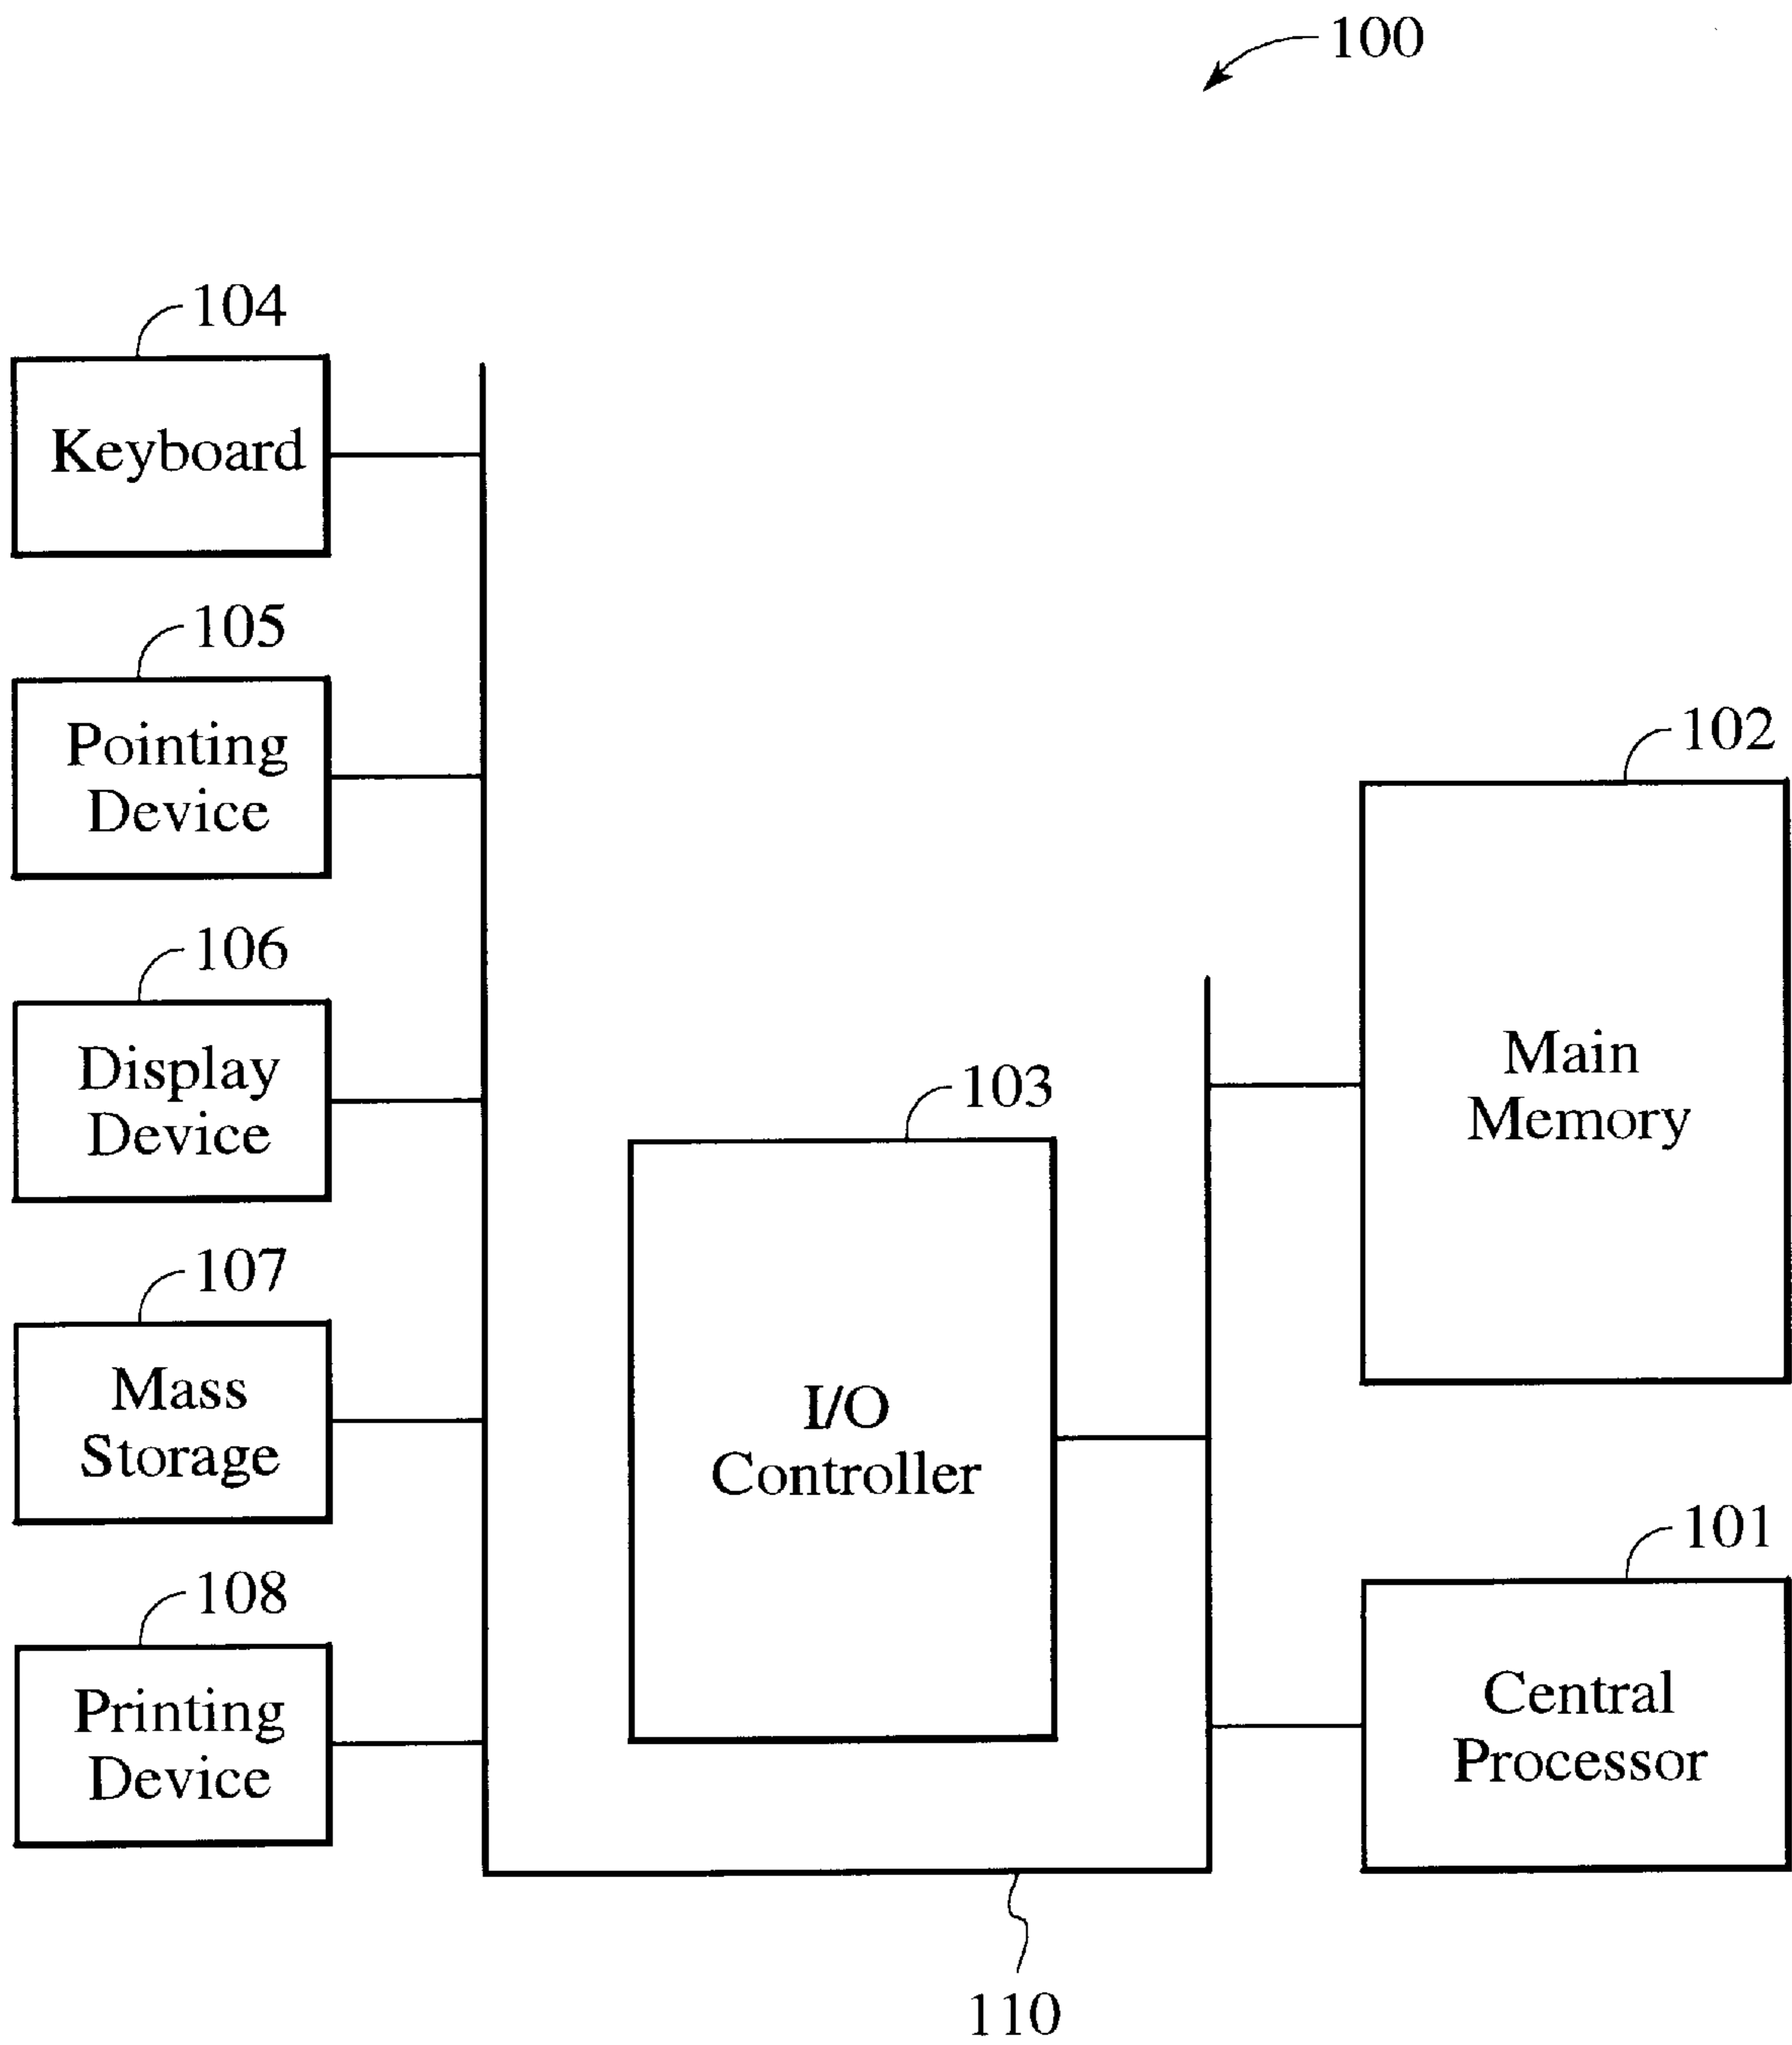 100
104
Keyboard
105
Pointing
Device
106
Display
Device
107
Mass
Storage
108
Printing
Device
103
I/O
Controller
102
Main
Memory
101
Central
Processor
110